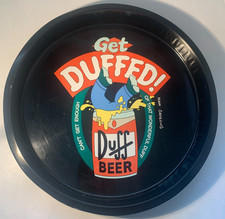 Get
DUFFED!
CAN'T GET ENOUGH
OF THAT WONDERFUL DUFF
Duff
BEER